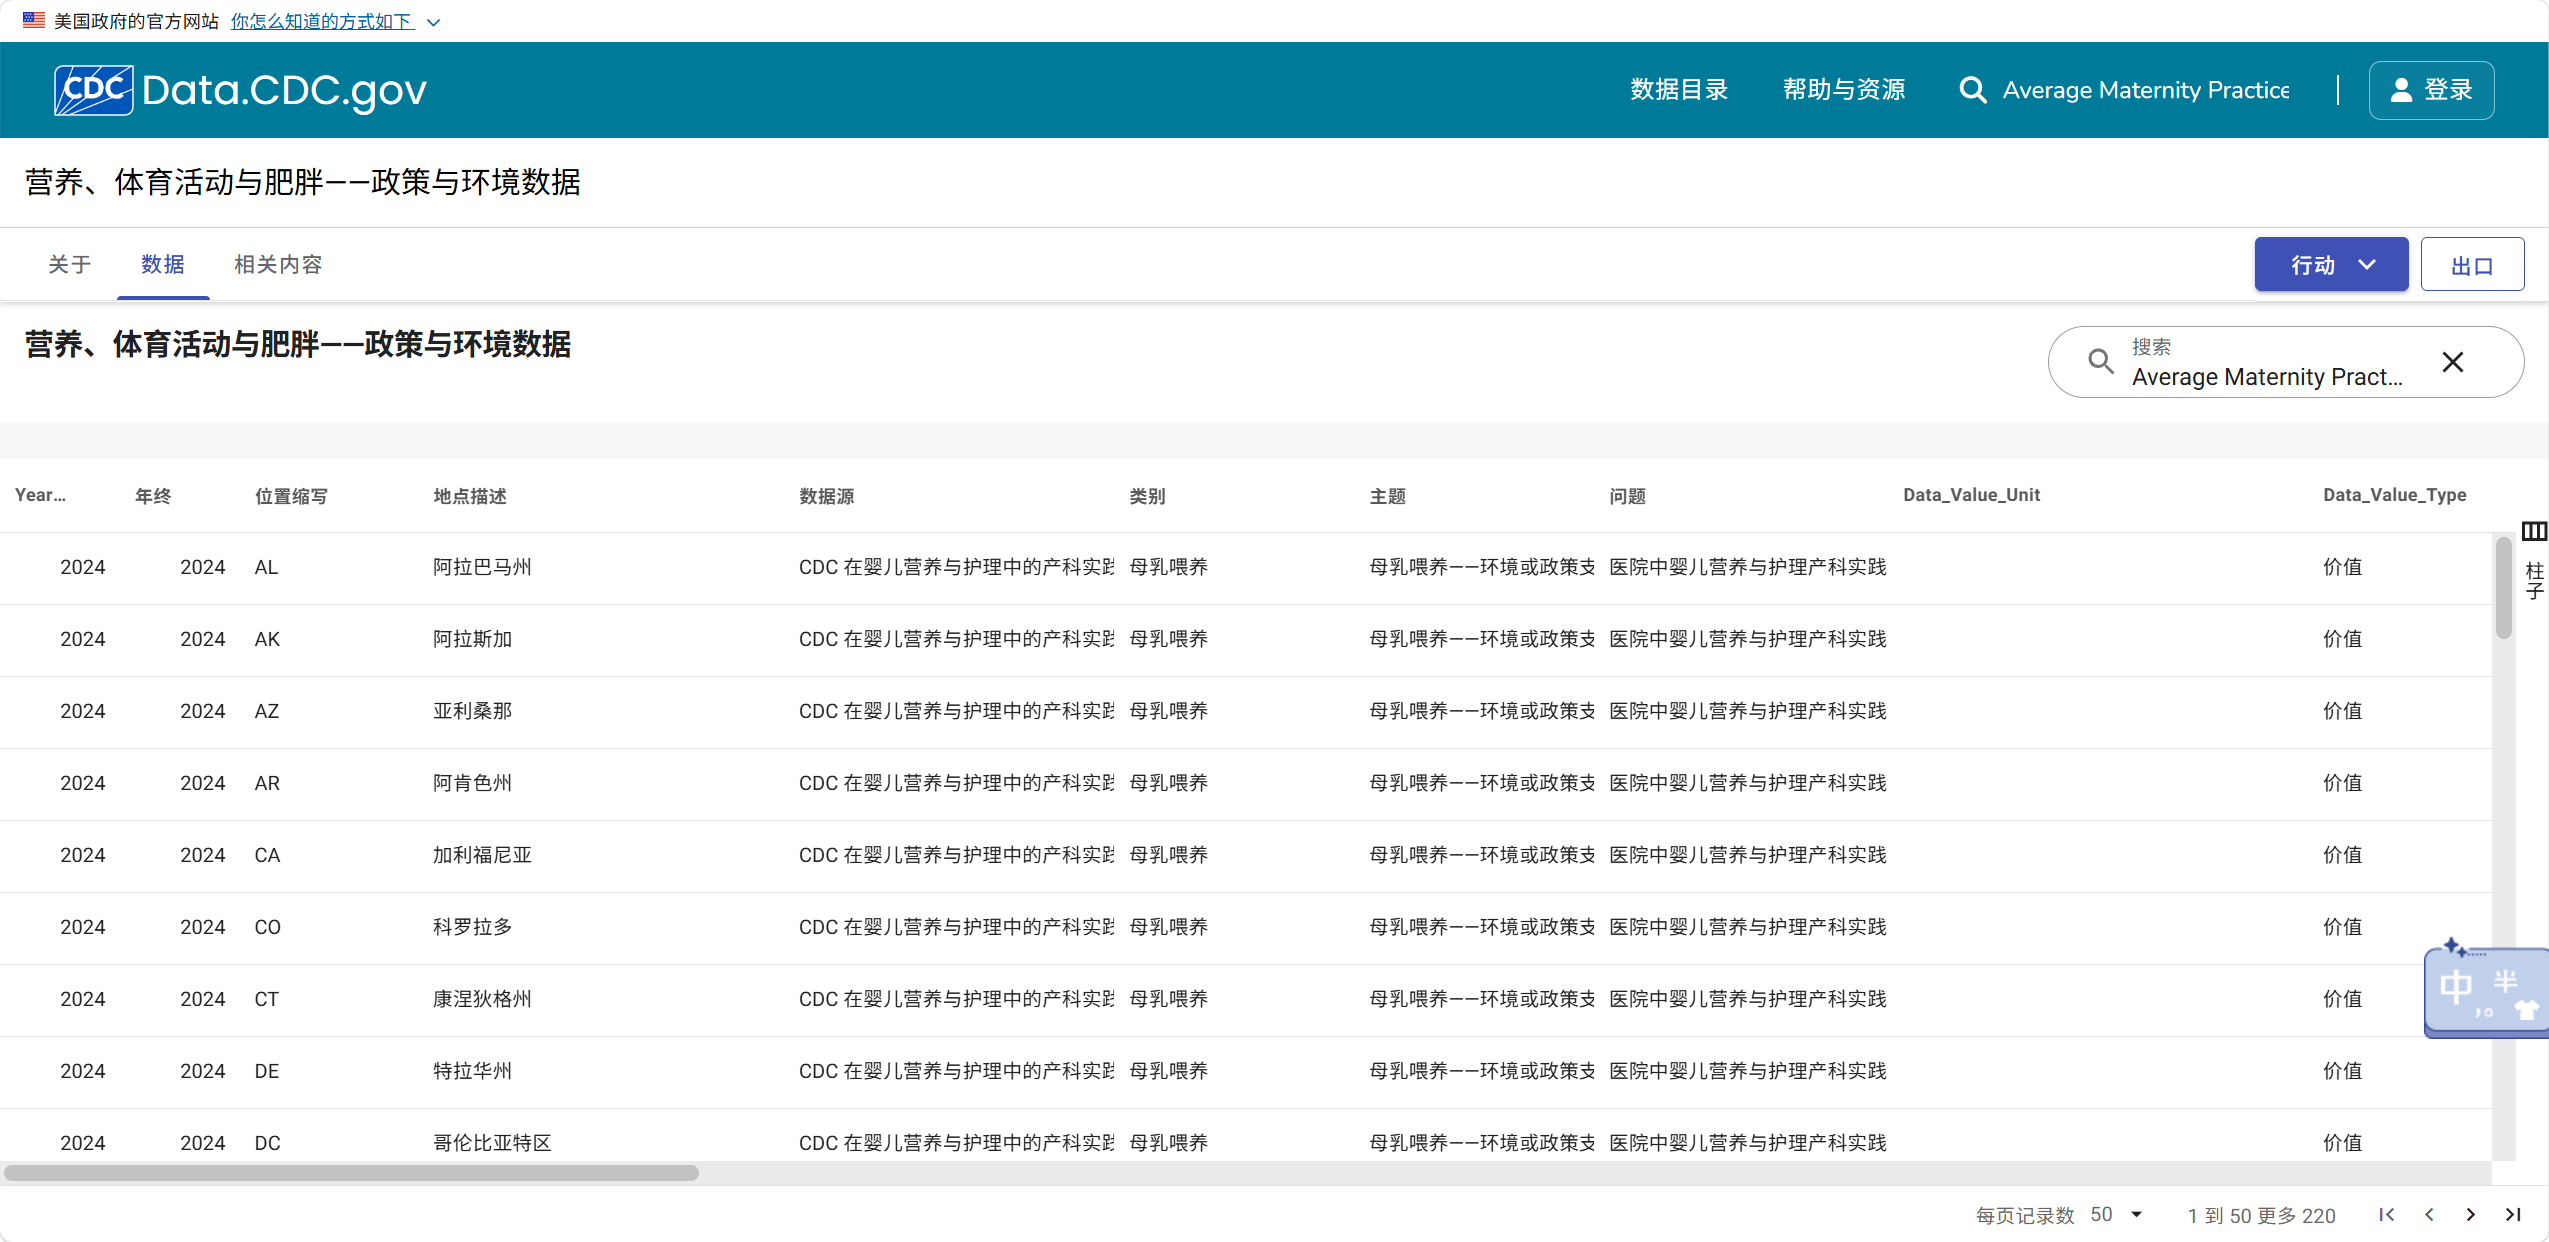 美国政府的官方网站 你怎么知道的方式如下
CDC Data.CDC.gov 数据目录 帮助与资源 Average Maternity Practice 登录
营养、体育活动与肥胖——政策与环境数据
关于 数据 相关内容 行动 出口
营养、体育活动与肥胖——政策与环境数据
搜索
Average Maternity Pract...
Year... 年终 位置缩写 地点描述 数据源 类别 主题 问题 Data_Value_Unit Data_Value_Type
2024 2024 AL 阿拉巴马州 CDC 在婴儿营养与护理中的产科实践 母乳喂养 母乳喂养——环境或政策支 医院中婴儿营养与护理产科实践 价值
2024 2024 AK 阿拉斯加 CDC 在婴儿营养与护理中的产科实践 母乳喂养 母乳喂养——环境或政策支 医院中婴儿营养与护理产科实践 价值
2024 2024 AZ 亚利桑那 CDC 在婴儿营养与护理中的产科实践 母乳喂养 母乳喂养——环境或政策支 医院中婴儿营养与护理产科实践 价值
2024 2024 AR 阿肯色州 CDC 在婴儿营养与护理中的产科实践 母乳喂养 母乳喂养——环境或政策支 医院中婴儿营养与护理产科实践 价值
2024 2024 CA 加利福尼亚 CDC 在婴儿营养与护理中的产科实践 母乳喂养 母乳喂养——环境或政策支 医院中婴儿营养与护理产科实践 价值
2024 2024 CO 科罗拉多 CDC 在婴儿营养与护理中的产科实践 母乳喂养 母乳喂养——环境或政策支 医院中婴儿营养与护理产科实践 价值
2024 2024 CT 康涅狄格州 CDC 在婴儿营养与护理中的产科实践 母乳喂养 母乳喂养——环境或政策支 医院中婴儿营养与护理产科实践 价值
2024 2024 DE 特拉华州 CDC 在婴儿营养与护理中的产科实践 母乳喂养 母乳喂养——环境或政策支 医院中婴儿营养与护理产科实践 价值
2024 2024 DC 哥伦比亚特区 CDC 在婴儿营养与护理中的产科实践 母乳喂养 母乳喂养——环境或政策支 医院中婴儿营养与护理产科实践 价值
柱子
中 半
,。
每页记录数 50 1 到 50 更多 220